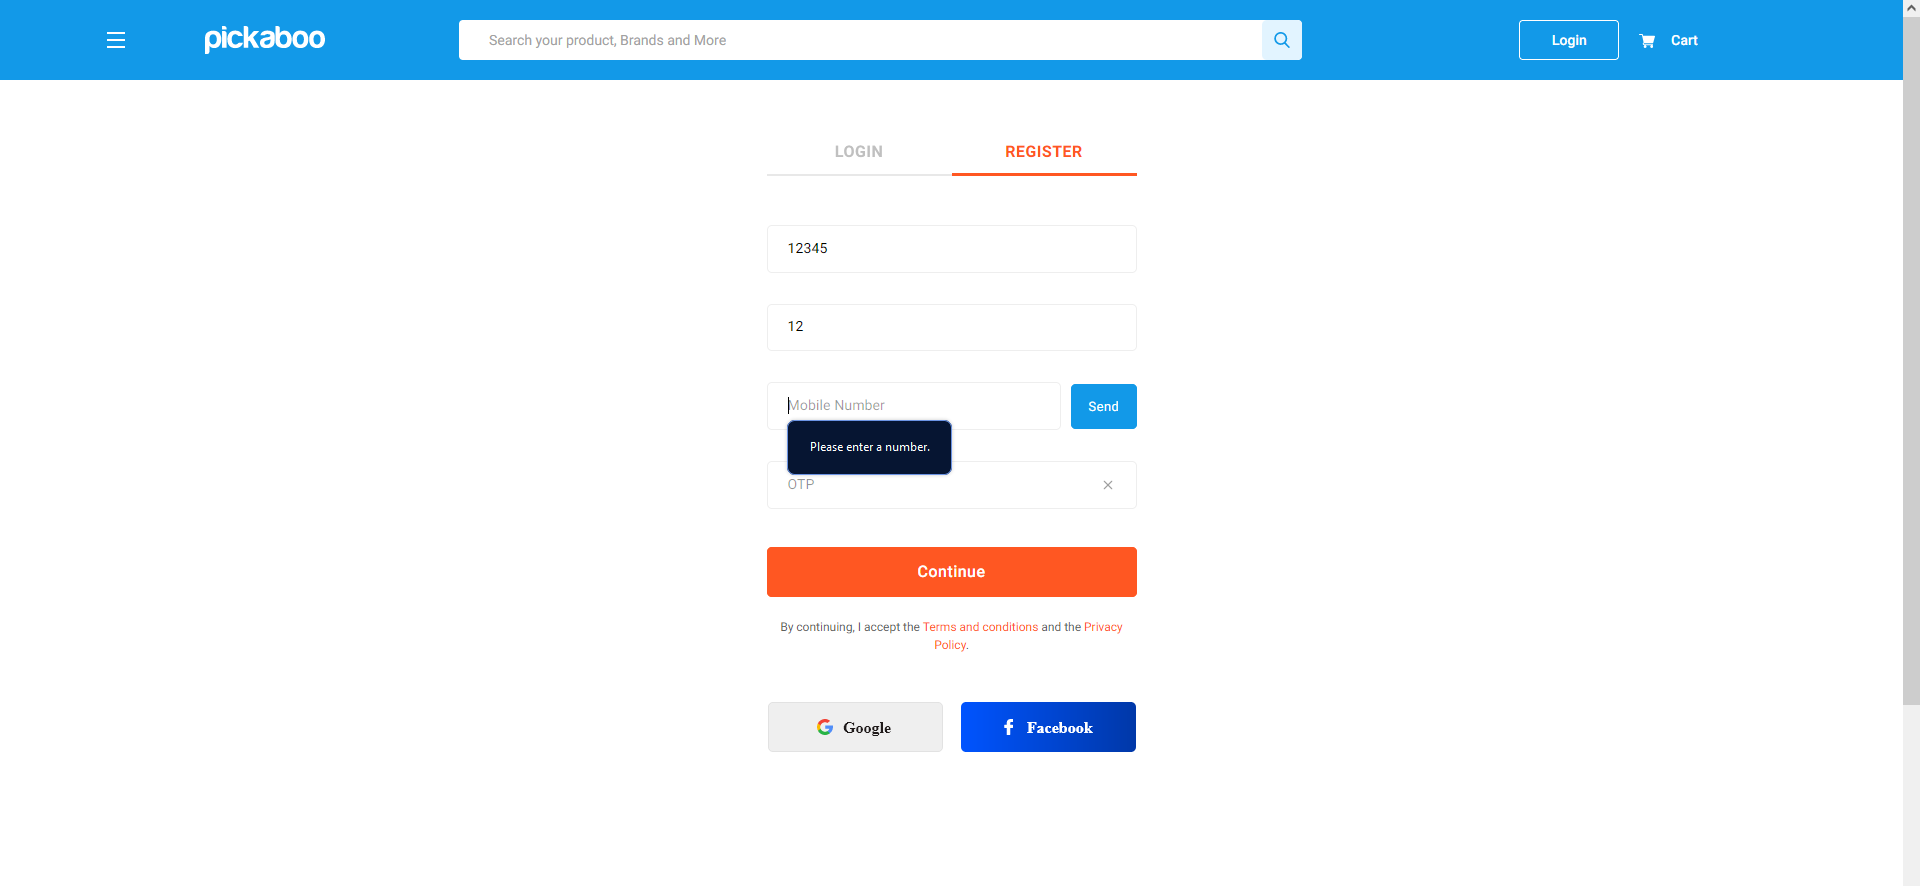 pickaboo
Search your product, Brands and More
Login
Cart
LOGIN
REGISTER
12345
12
Mobile Number
Send
Please enter a number.
OTP
Continue
By continuing, I accept the Terms and conditions and the Privacy
Policy.
Google
Facebook